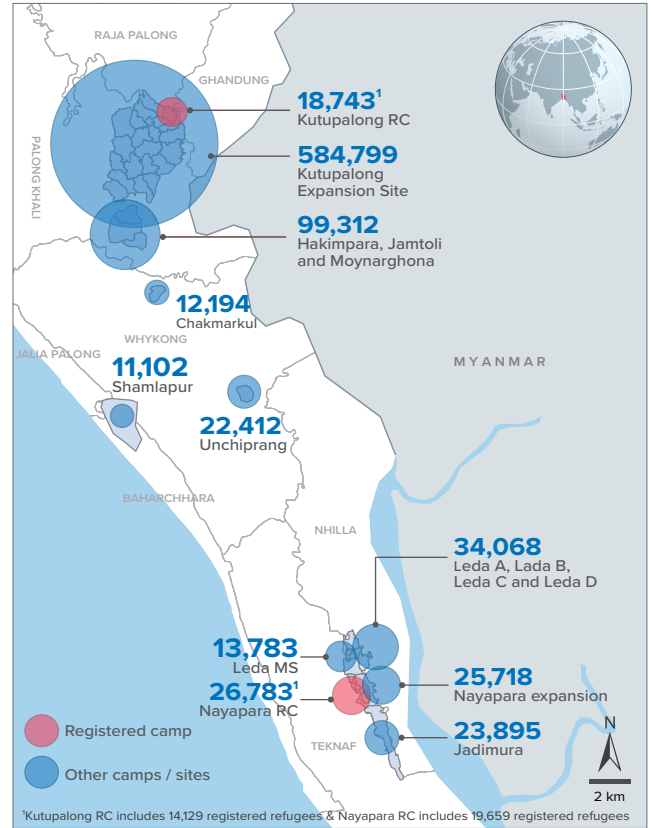 RAJA PALONG
GHANDUNG
18,743¹
Kutupalong RC
584,799
Kutupalong
Expansion Site
PALONG KHALI
99,312
Hakimpara, Jamtoli
and Moynarghona
12,194
Chakmarkul
WHYKONG
JALIA PALONG
11,102
Shamlapur
MYANMAR
22,412
Unchiprang
BAHARCHHARA
NHILLA
34,068
Leda A, Lada B,
Leda C and Leda D
13,783
Leda MS
26,783¹
Nayapara RC
25,718
Nayapara expansion
23,895
Jadimura
TEKNAF
Registered camp
Other camps / sites
N
2 km
¹Kutupalong RC includes 14,129 registered refugees & Nayapara RC includes 19,659 registered refugees